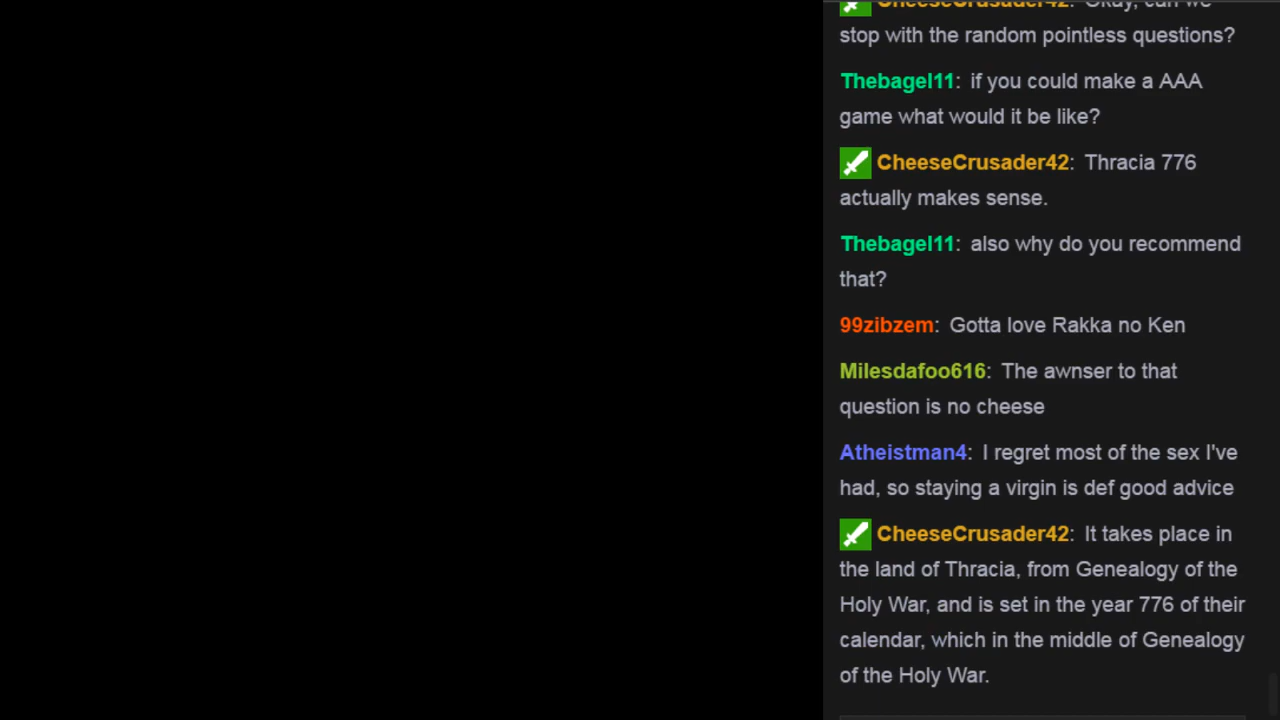 CheeseCrusader42: Okay, can we
stop with the random pointless questions?
Thebagel11: if you could make a AAA
game what would it be like?
CheeseCrusader42: Thracia 776
actually makes sense.
Thebagel11: also why do you recommend
that?
99zibzem: Gotta love Rakka no Ken
Milesdafoo616: The awnser to that
question is no cheese
Atheistman4: I regret most of the sex I've
had, so staying a virgin is def good advice
CheeseCrusader42: It takes place in
the land of Thracia, from Genealogy of the
Holy War, and is set in the year 776 of their
calendar, which in the middle of Genealogy
of the Holy War.